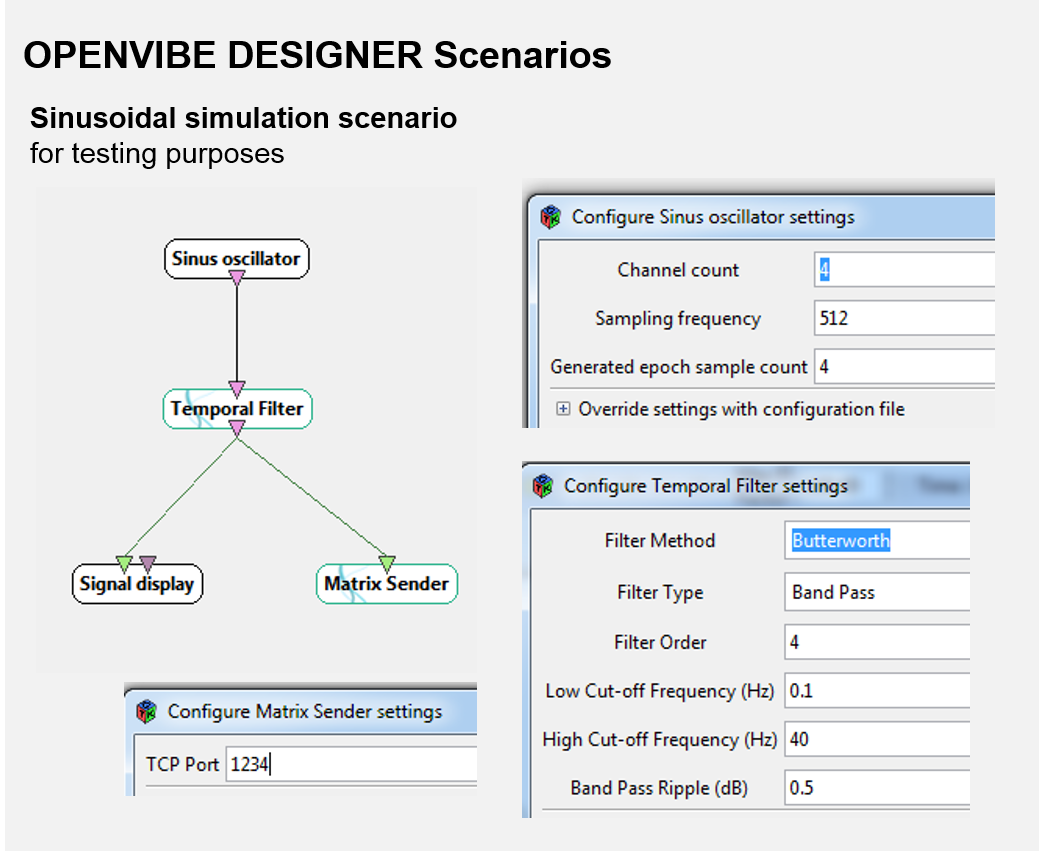 OPENVIBE DESIGNER Scenarios
Sinusoidal simulation scenario
for testing purposes
Sinus oscillator
Temporal Filter
Signal display
Matrix Sender
Configure Matrix Sender settings
TCP Port 1234
Configure Sinus oscillator settings
Channel count 4
Sampling frequency 512
Generated epoch sample count 4
Override settings with configuration file
Configure Temporal Filter settings
Filter Method Butterworth
Filter Type Band Pass
Filter Order 4
Low Cut-off Frequency (Hz) 0.1
High Cut-off Frequency (Hz) 40
Band Pass Ripple (dB) 0.5